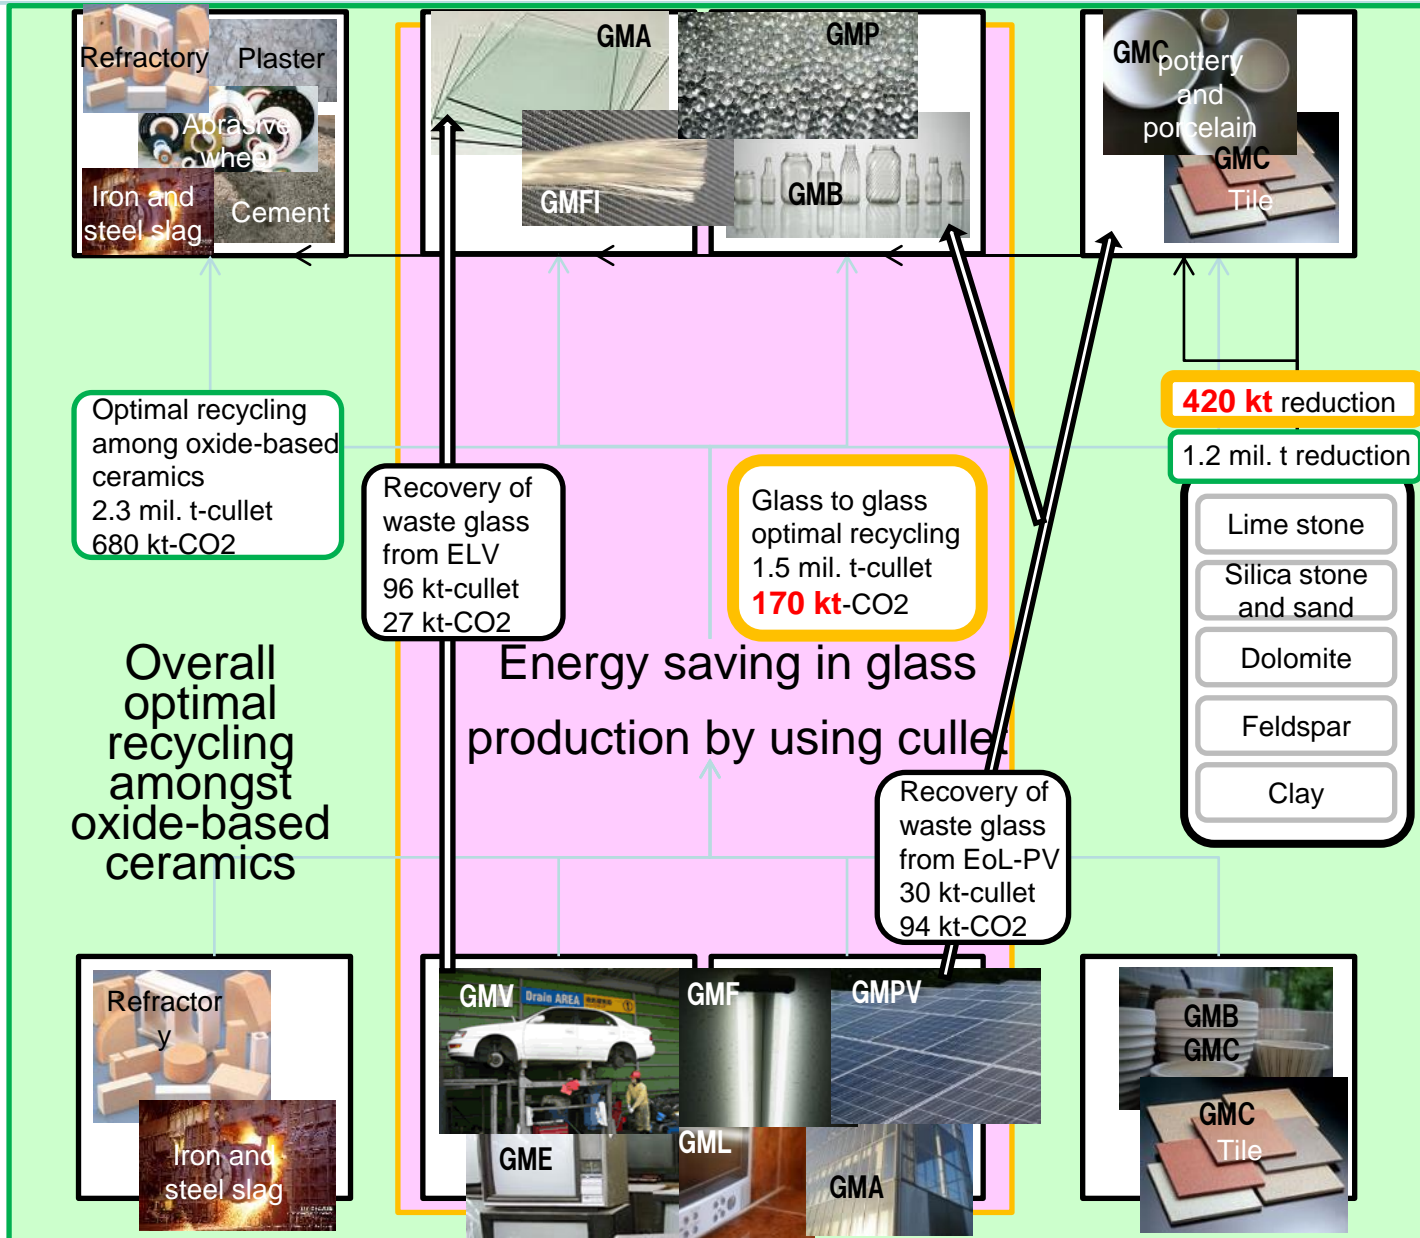 Refractory
Plaster
Abrasive
wheel
Iron and
steel slag
Cement
GMA
GMP
GMFI
GMB
GMC
pottery
and
porcelain
GMC
Tile
420 kt reduction
1.2 mil. t reduction
Lime stone
Silica stone
and sand
Dolomite
Feldspar
Clay
Optimal recycling
among oxide-based
ceramics
2.3 mil. t-cullet
680 kt-CO2
Recovery of
waste glass
from ELV
96 kt-cullet
27 kt-CO2
Glass to glass
optimal recycling
1.5 mil. t-cullet
170 kt-CO2
Overall
optimal
recycling
amongst
oxide-based
ceramics
Energy saving in glass
production by using cullet
Recovery of
waste glass
from EoL-PV
30 kt-cullet
94 kt-CO2
Refractor
y
Iron and
steel slag
GMV
Drain AREA
GMF
GMPV
GME
GML
GMA
GMB
GMC
GMC
Tile